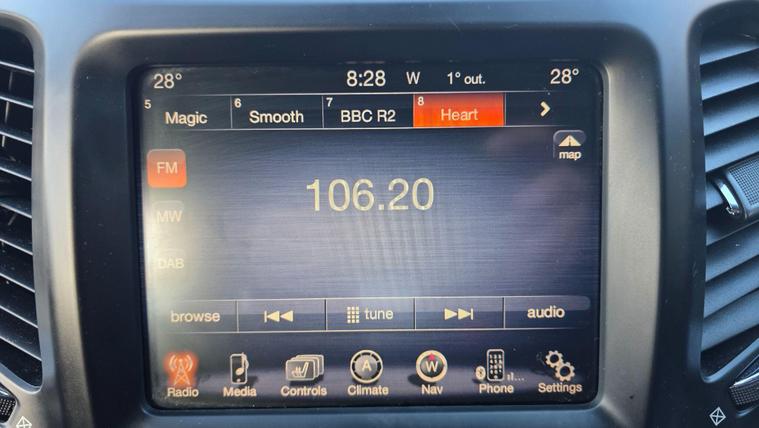 28° 8:28 W 1° out. 28°
5 Magic 6 Smooth 7 BBC R2 8 Heart
map
FM
106.20
MW
DAB
browse tune audio
A
Radio Media Controls Climate Nav Phone Settings